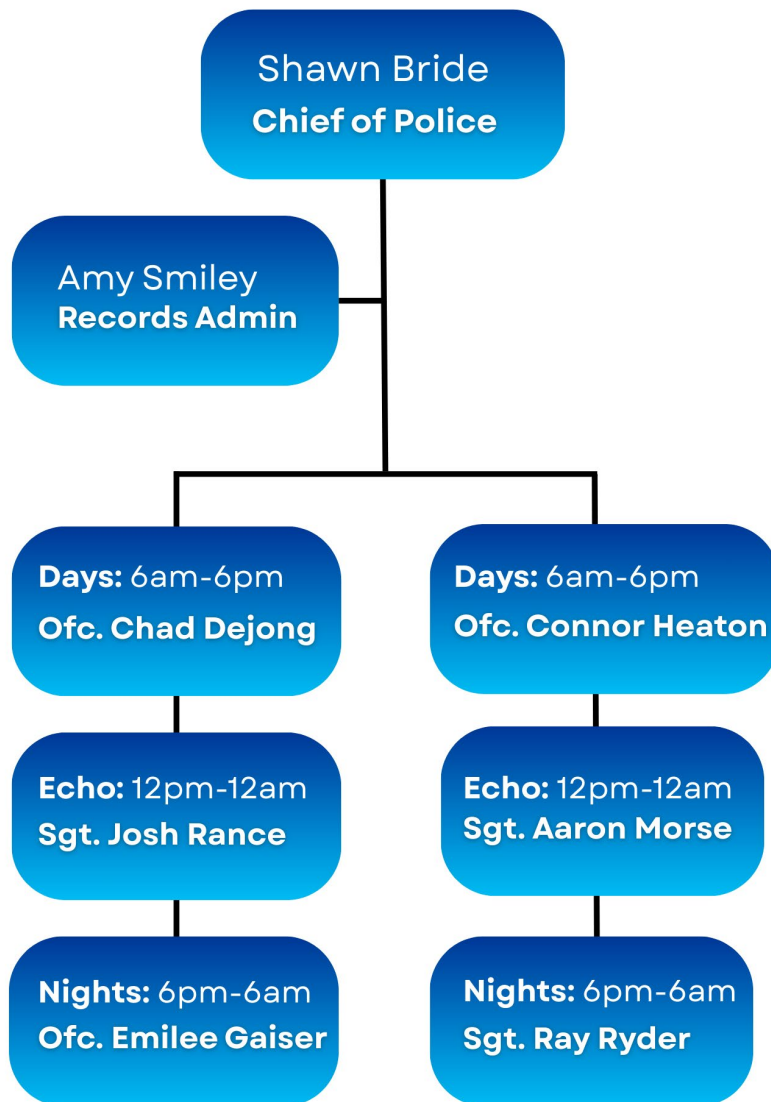 Shawn Bride
Chief of Police
Amy Smiley
Records Admin
Days: 6am-6pm
Ofc. Chad Dejong
Days: 6am-6pm
Ofc. Connor Heaton
Echo: 12pm-12am
Sgt. Josh Rance
Echo: 12pm-12am
Sgt. Aaron Morse
Nights: 6pm-6am
Ofc. Emilee Gaiser
Nights: 6pm-6am
Sgt. Ray Ryder